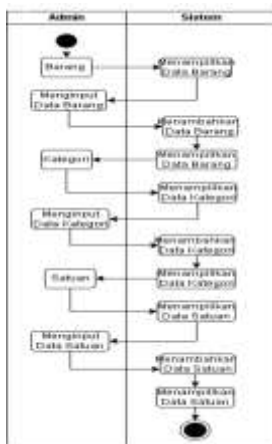 Admin
Sistem
Barang
Menampilkan
Data Barang
Menginput
Data Barang
Menambahkan
Data Barang
Kategori
Menampilkan
Data Barang
Menampilkan
Data Kategori
Menginput
Data Kategori
Menambahkan
Data Kategori
Satuan
Menampilkan
Data Kategori
Menampilkan
Data Satuan
Menginput
Data Satuan
Menambahkan
Data Satuan
Menampilkan
Data Satuan